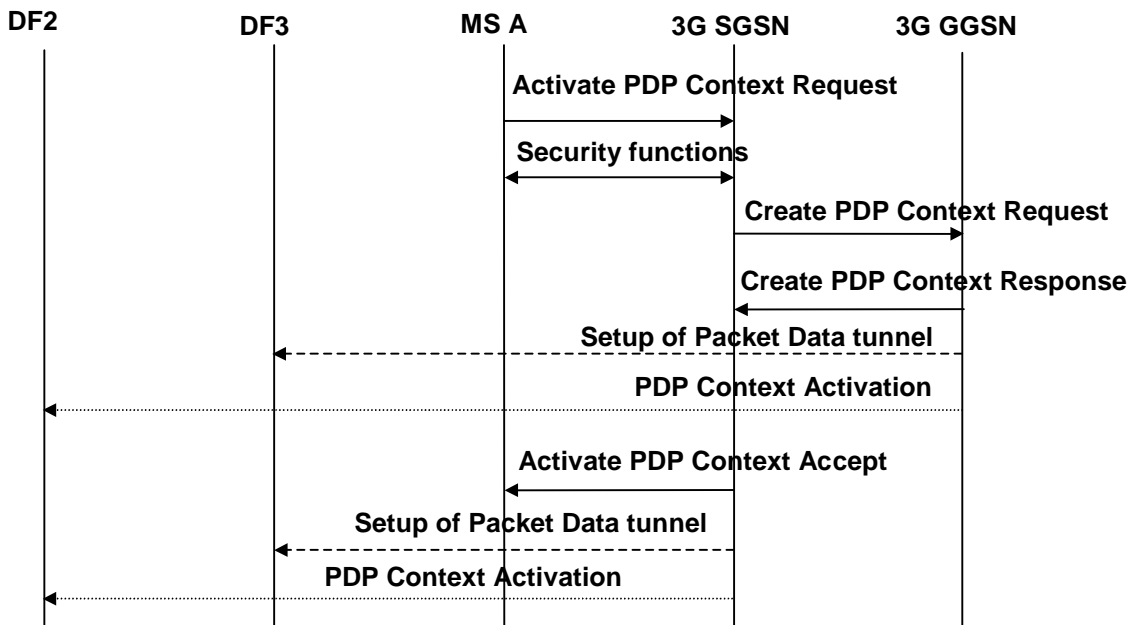 DF2 DF3 MS A 3G SGSN 3G GGSN
Activate PDP Context Request
Security functions
Create PDP Context Request
Create PDP Context Response
Setup of Packet Data tunnel
PDP Context Activation
Activate PDP Context Accept
Setup of Packet Data tunnel
PDP Context Activation